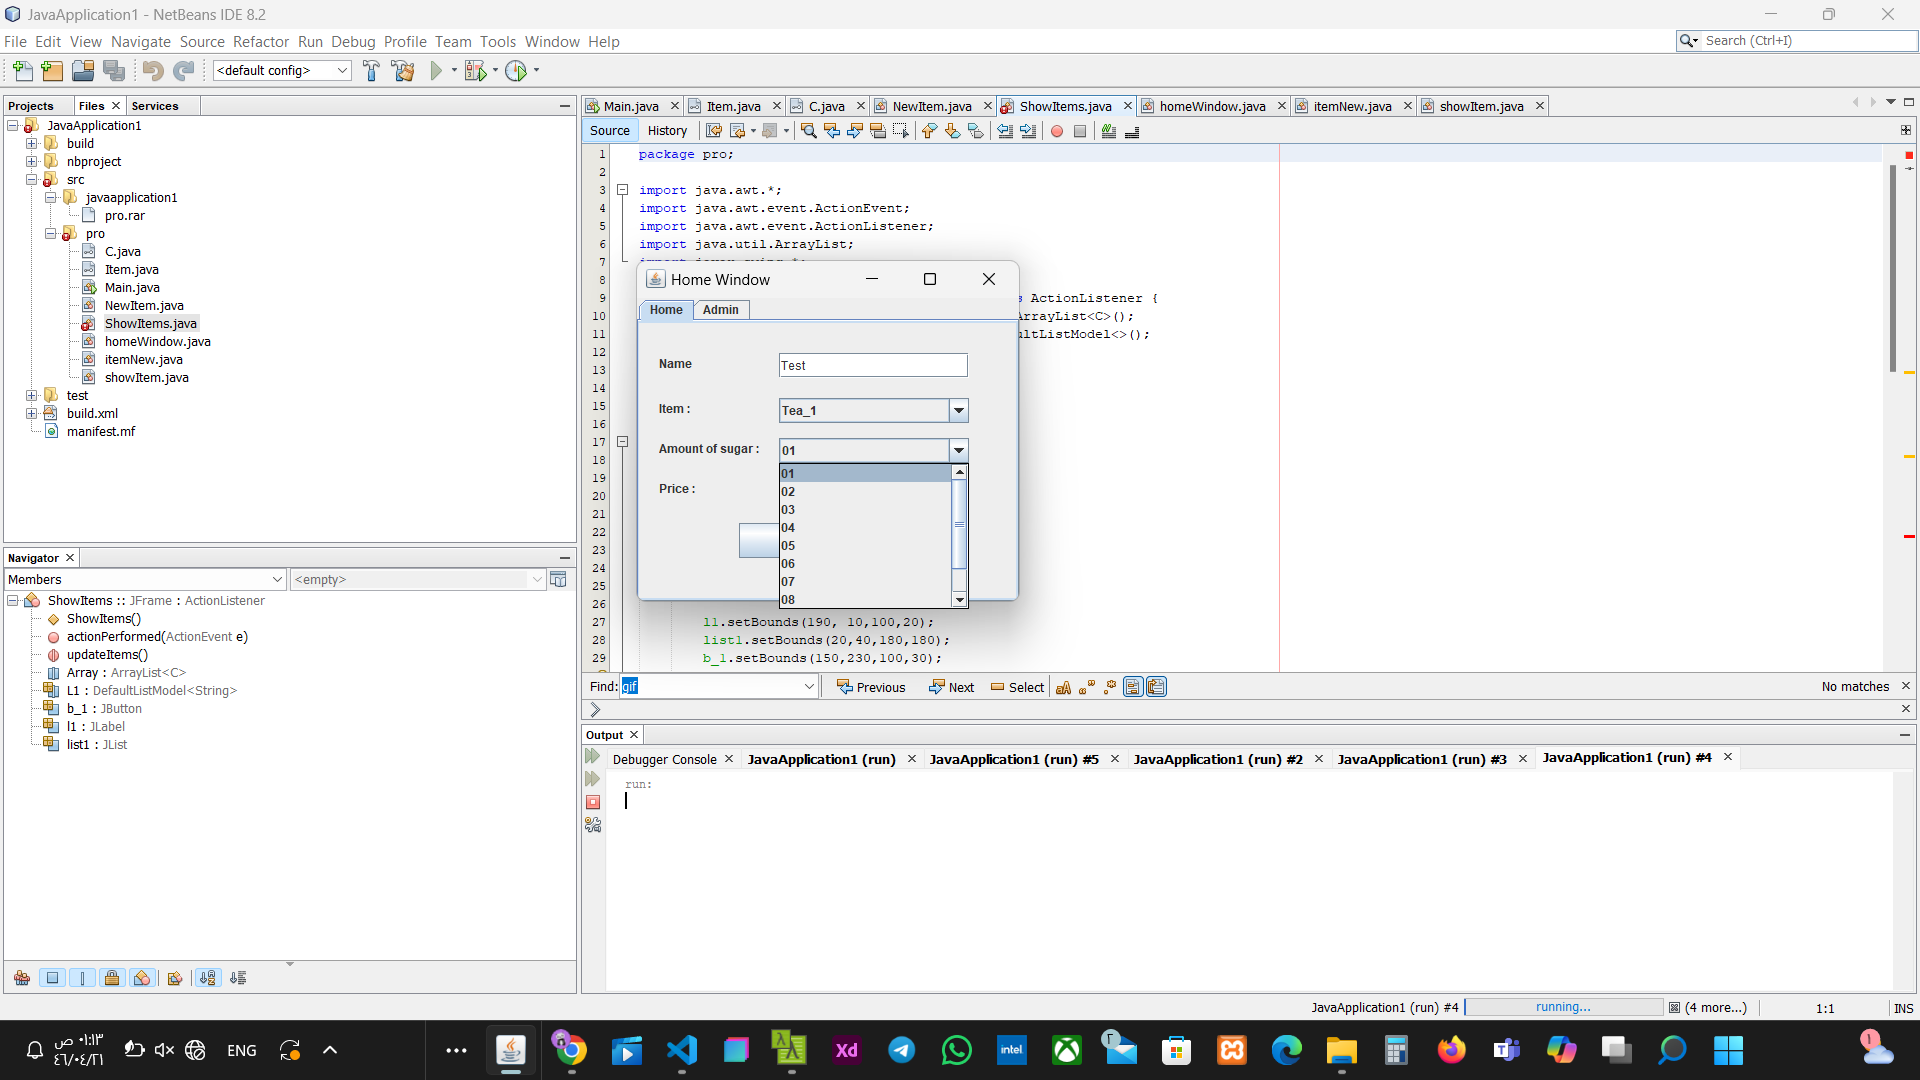 JavaApplication1 - NetBeans IDE 8.2
File Edit View Navigate Source Refactor Run Debug Profile Team Tools Window Help
Search (Ctrl+I)
<default config>
Projects Files Services
JavaApplication1
build
nbproject
src
javaapplication1
pro.rar
pro
C.java
Item.java
Main.java
NewItem.java
ShowItems.java
homeWindow.java
itemNew.java
showItem.java
test
build.xml
manifest.mf
Navigator
Members <empty>
ShowItems :: JFrame : ActionListener
ShowItems()
actionPerformed(ActionEvent e)
updateItems()
Array : ArrayList<C>
L1 : DefaultListModel<String>
b_1 : JButton
l1 : JLabel
list1 : JList
Main.java Item.java C.java NewItem.java ShowItems.java homeWindow.java itemNew.java showItem.java
Source History
1 package pro;
2
3 import java.awt.*;
4 import java.awt.event.ActionEvent;
5 import java.awt.event.ActionListener;
6 import java.util.ArrayList;
7
8
9 ActionListener {
10 ArrayList<C>();
11 ultListModel<>();
12
13
14
15
16
17
18
19
20
21
22
23
24
25
26
27 l1.setBounds(190, 10,100,20);
28 list1.setBounds(20,40,180,180);
29 b_1.setBounds(150,230,100,30);
Home Window
Home Admin
Name Test
Item : Tea_1
Amount of sugar : 01
01
02
03
04
05
06
07
08
Price :
Find: gif Previous Next Select No matches
Output
Debugger Console JavaApplication1 (run) JavaApplication1 (run) #5 JavaApplication1 (run) #2 JavaApplication1 (run) #3 JavaApplication1 (run) #4
run:
JavaApplication1 (run) #4 running... (4 more...) 1:1 INS
٠١:١٣ ص
٤٦/٠٤/٢١
ENG
Xd
intel
1